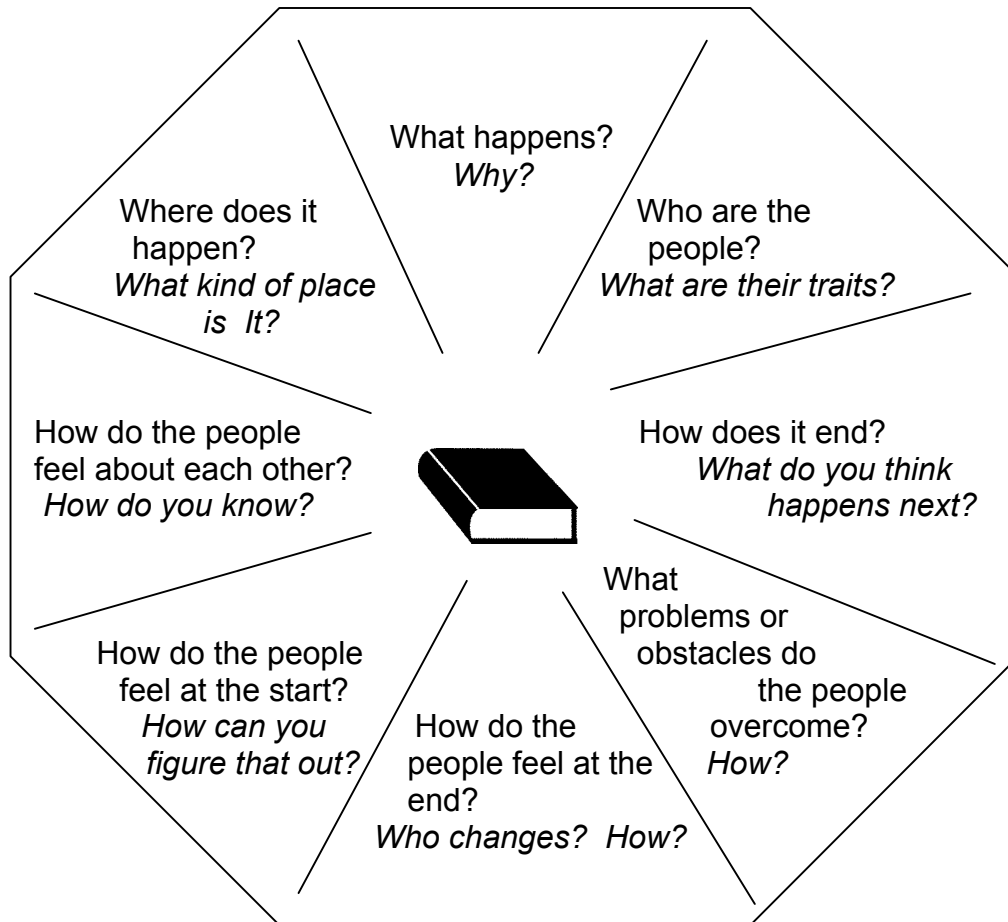 What happens?
Why?
Who are the
people?
What are their traits?
How does it end?
What do you think
happens next?
What
problems or
obstacles do
the people
overcome?
How?
How do the
people feel at the
end?
Who changes?  How?
How do the people
feel at the start?
How can you
figure that out?
How do the people
feel about each other?
How do you know?
Where does it
happen?
What kind of place
is  It?